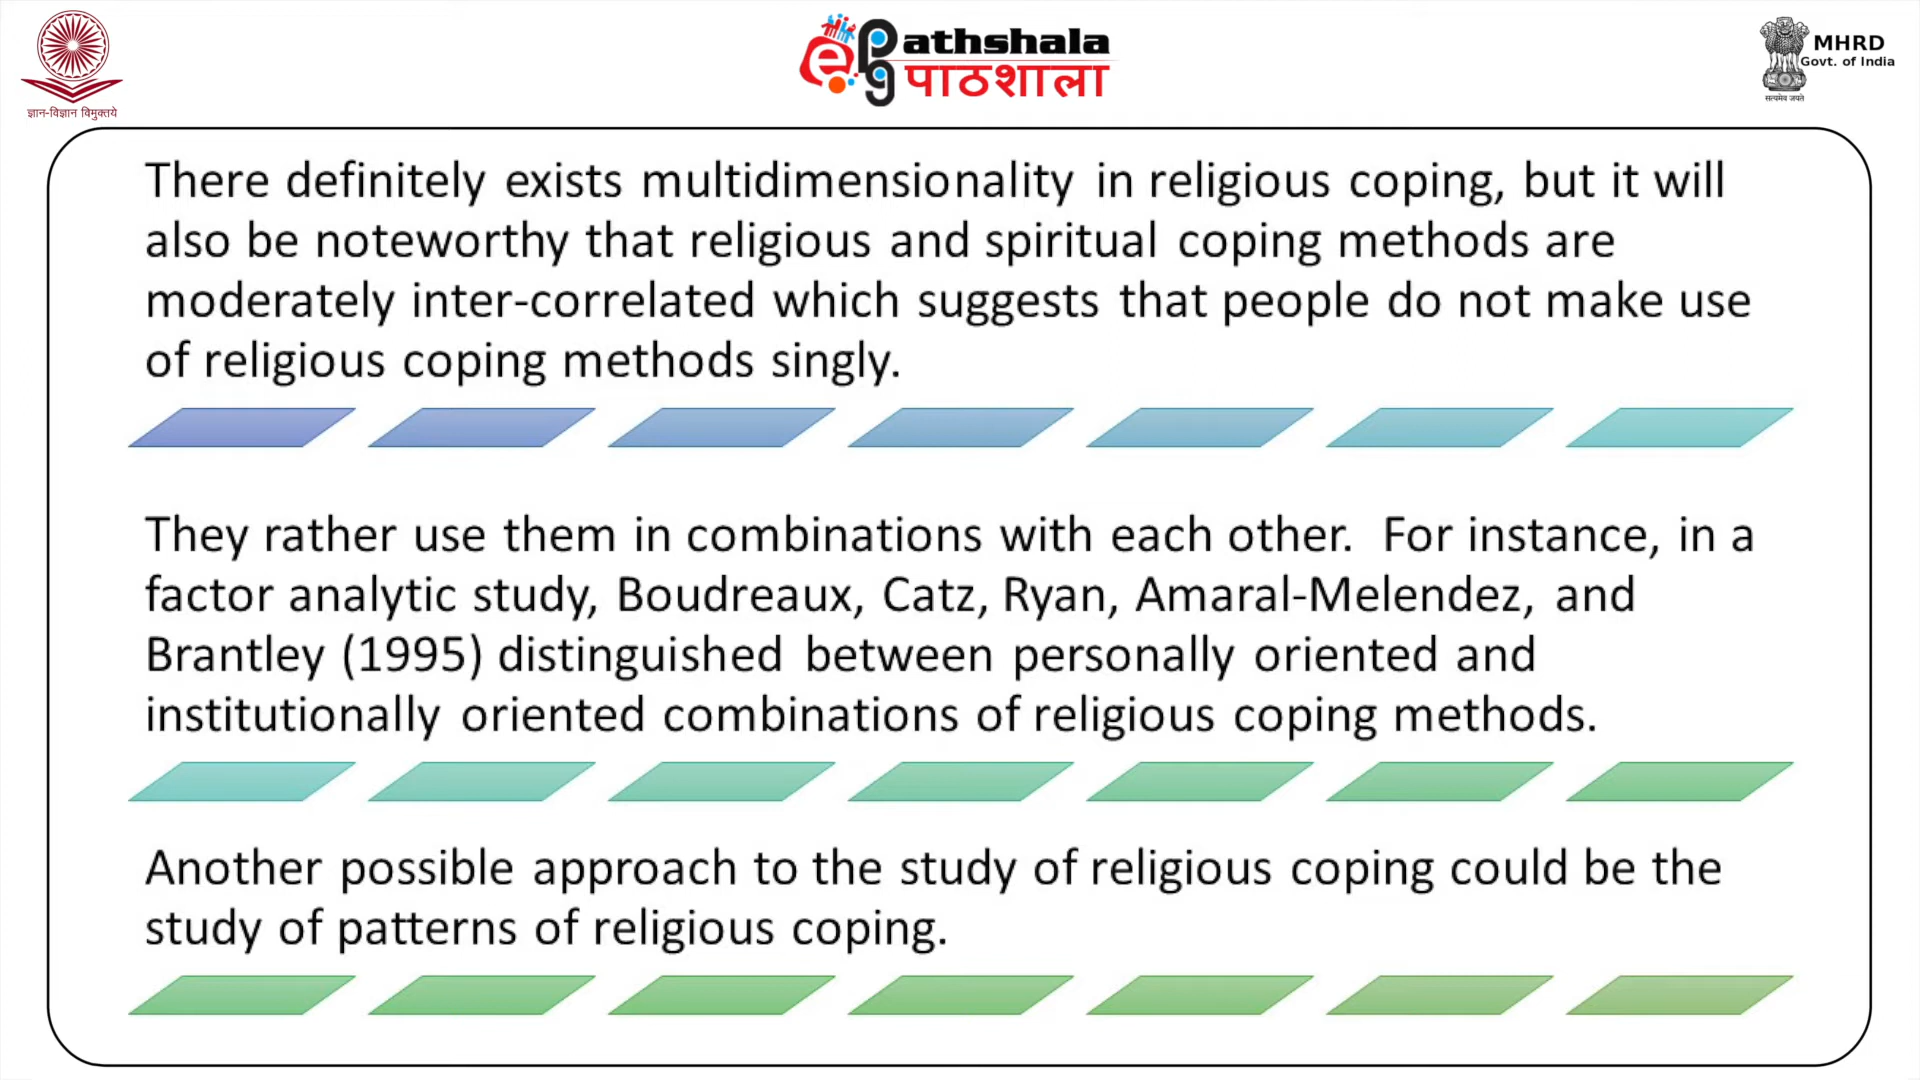 ज्ञान-विज्ञान विमुक्तये
ePG
athshala
पाठशाला
MHRD
Govt. of India
सत्यमेव जयते
There definitely exists multidimensionality in religious coping, but it will
also be noteworthy that religious and spiritual coping methods are
moderately inter-correlated which suggests that people do not make use
of religious coping methods singly.
They rather use them in combinations with each other. For instance, in a
factor analytic study, Boudreaux, Catz, Ryan, Amaral-Melendez, and
Brantley (1995) distinguished between personally oriented and
institutionally oriented combinations of religious coping methods.
Another possible approach to the study of religious coping could be the
study of patterns of religious coping.